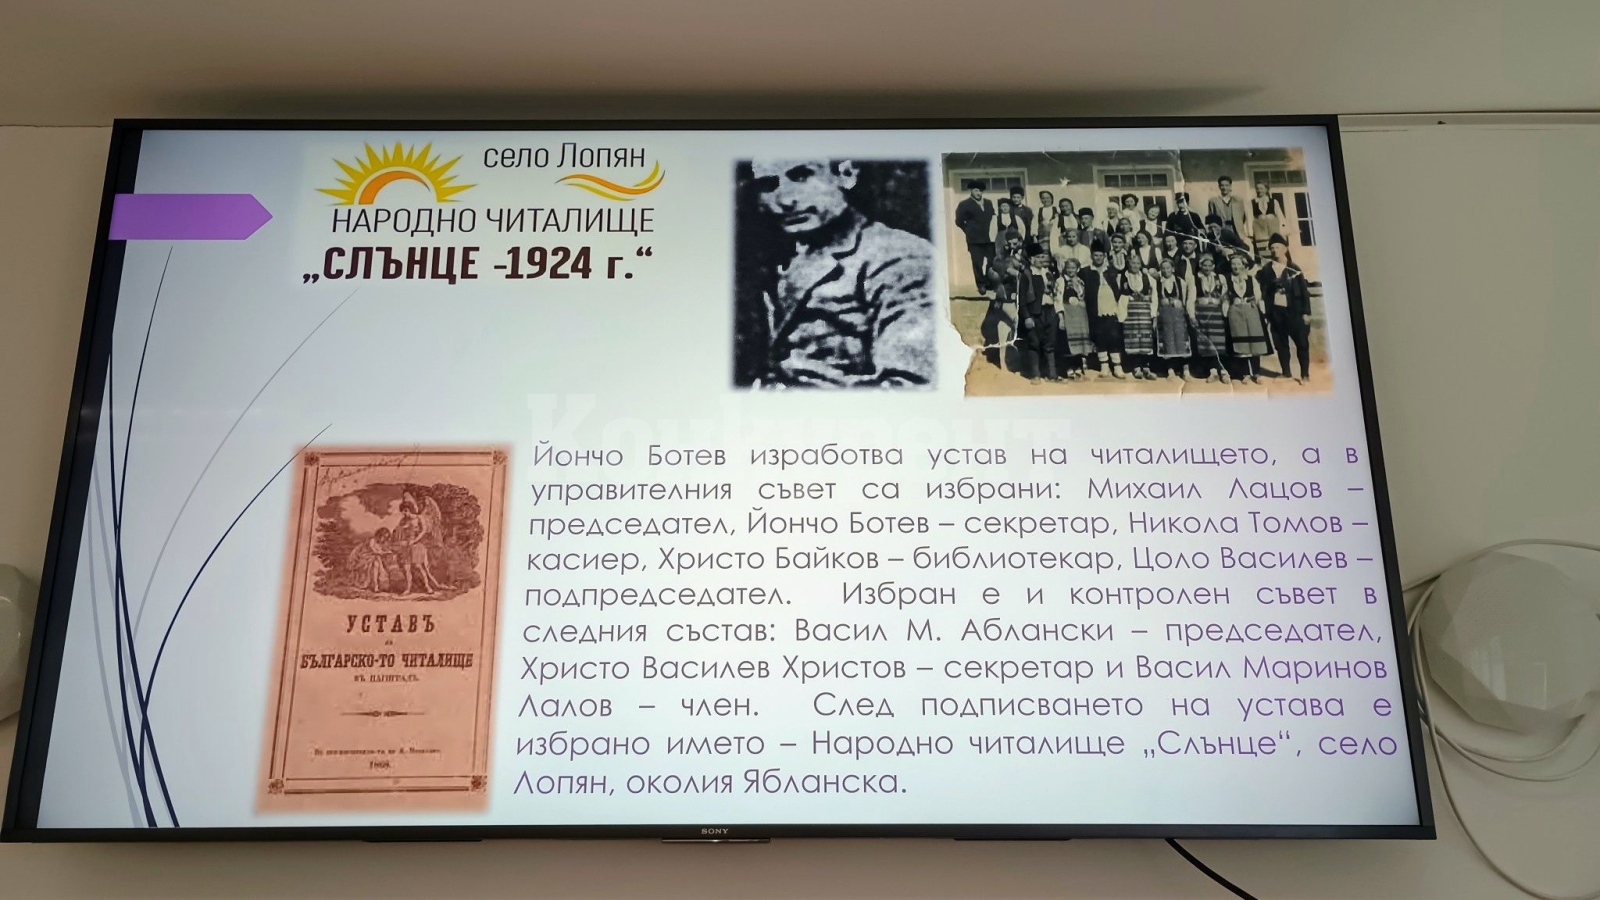 село Лопян
НАРОДНО ЧИТАЛИЩЕ
„СЛЪНЦЕ -1924 г.“
Конкурент
Йончо Ботев изработва устав на читалището, а в
управителния съвет са избрани: Михаил Лацов –
председател, Йончо Ботев – секретар, Никола Томов –
касиер, Христо Байков – библиотекар, Цоло Василев –
подпредседател. Избран е и контролен съвет в
следния състав: Васил М. Аблански – председател,
Христо Василев Христов – секретар и Васил Маринов
Лалов – член. След подписването на устава е
избрано името – Народно читалище „Слънце“, село
Лопян, околия Ябланска.
УСТАВЪ
БЪЛГАРСКО-ТО ЧИТАЛИЩЕ
SONY